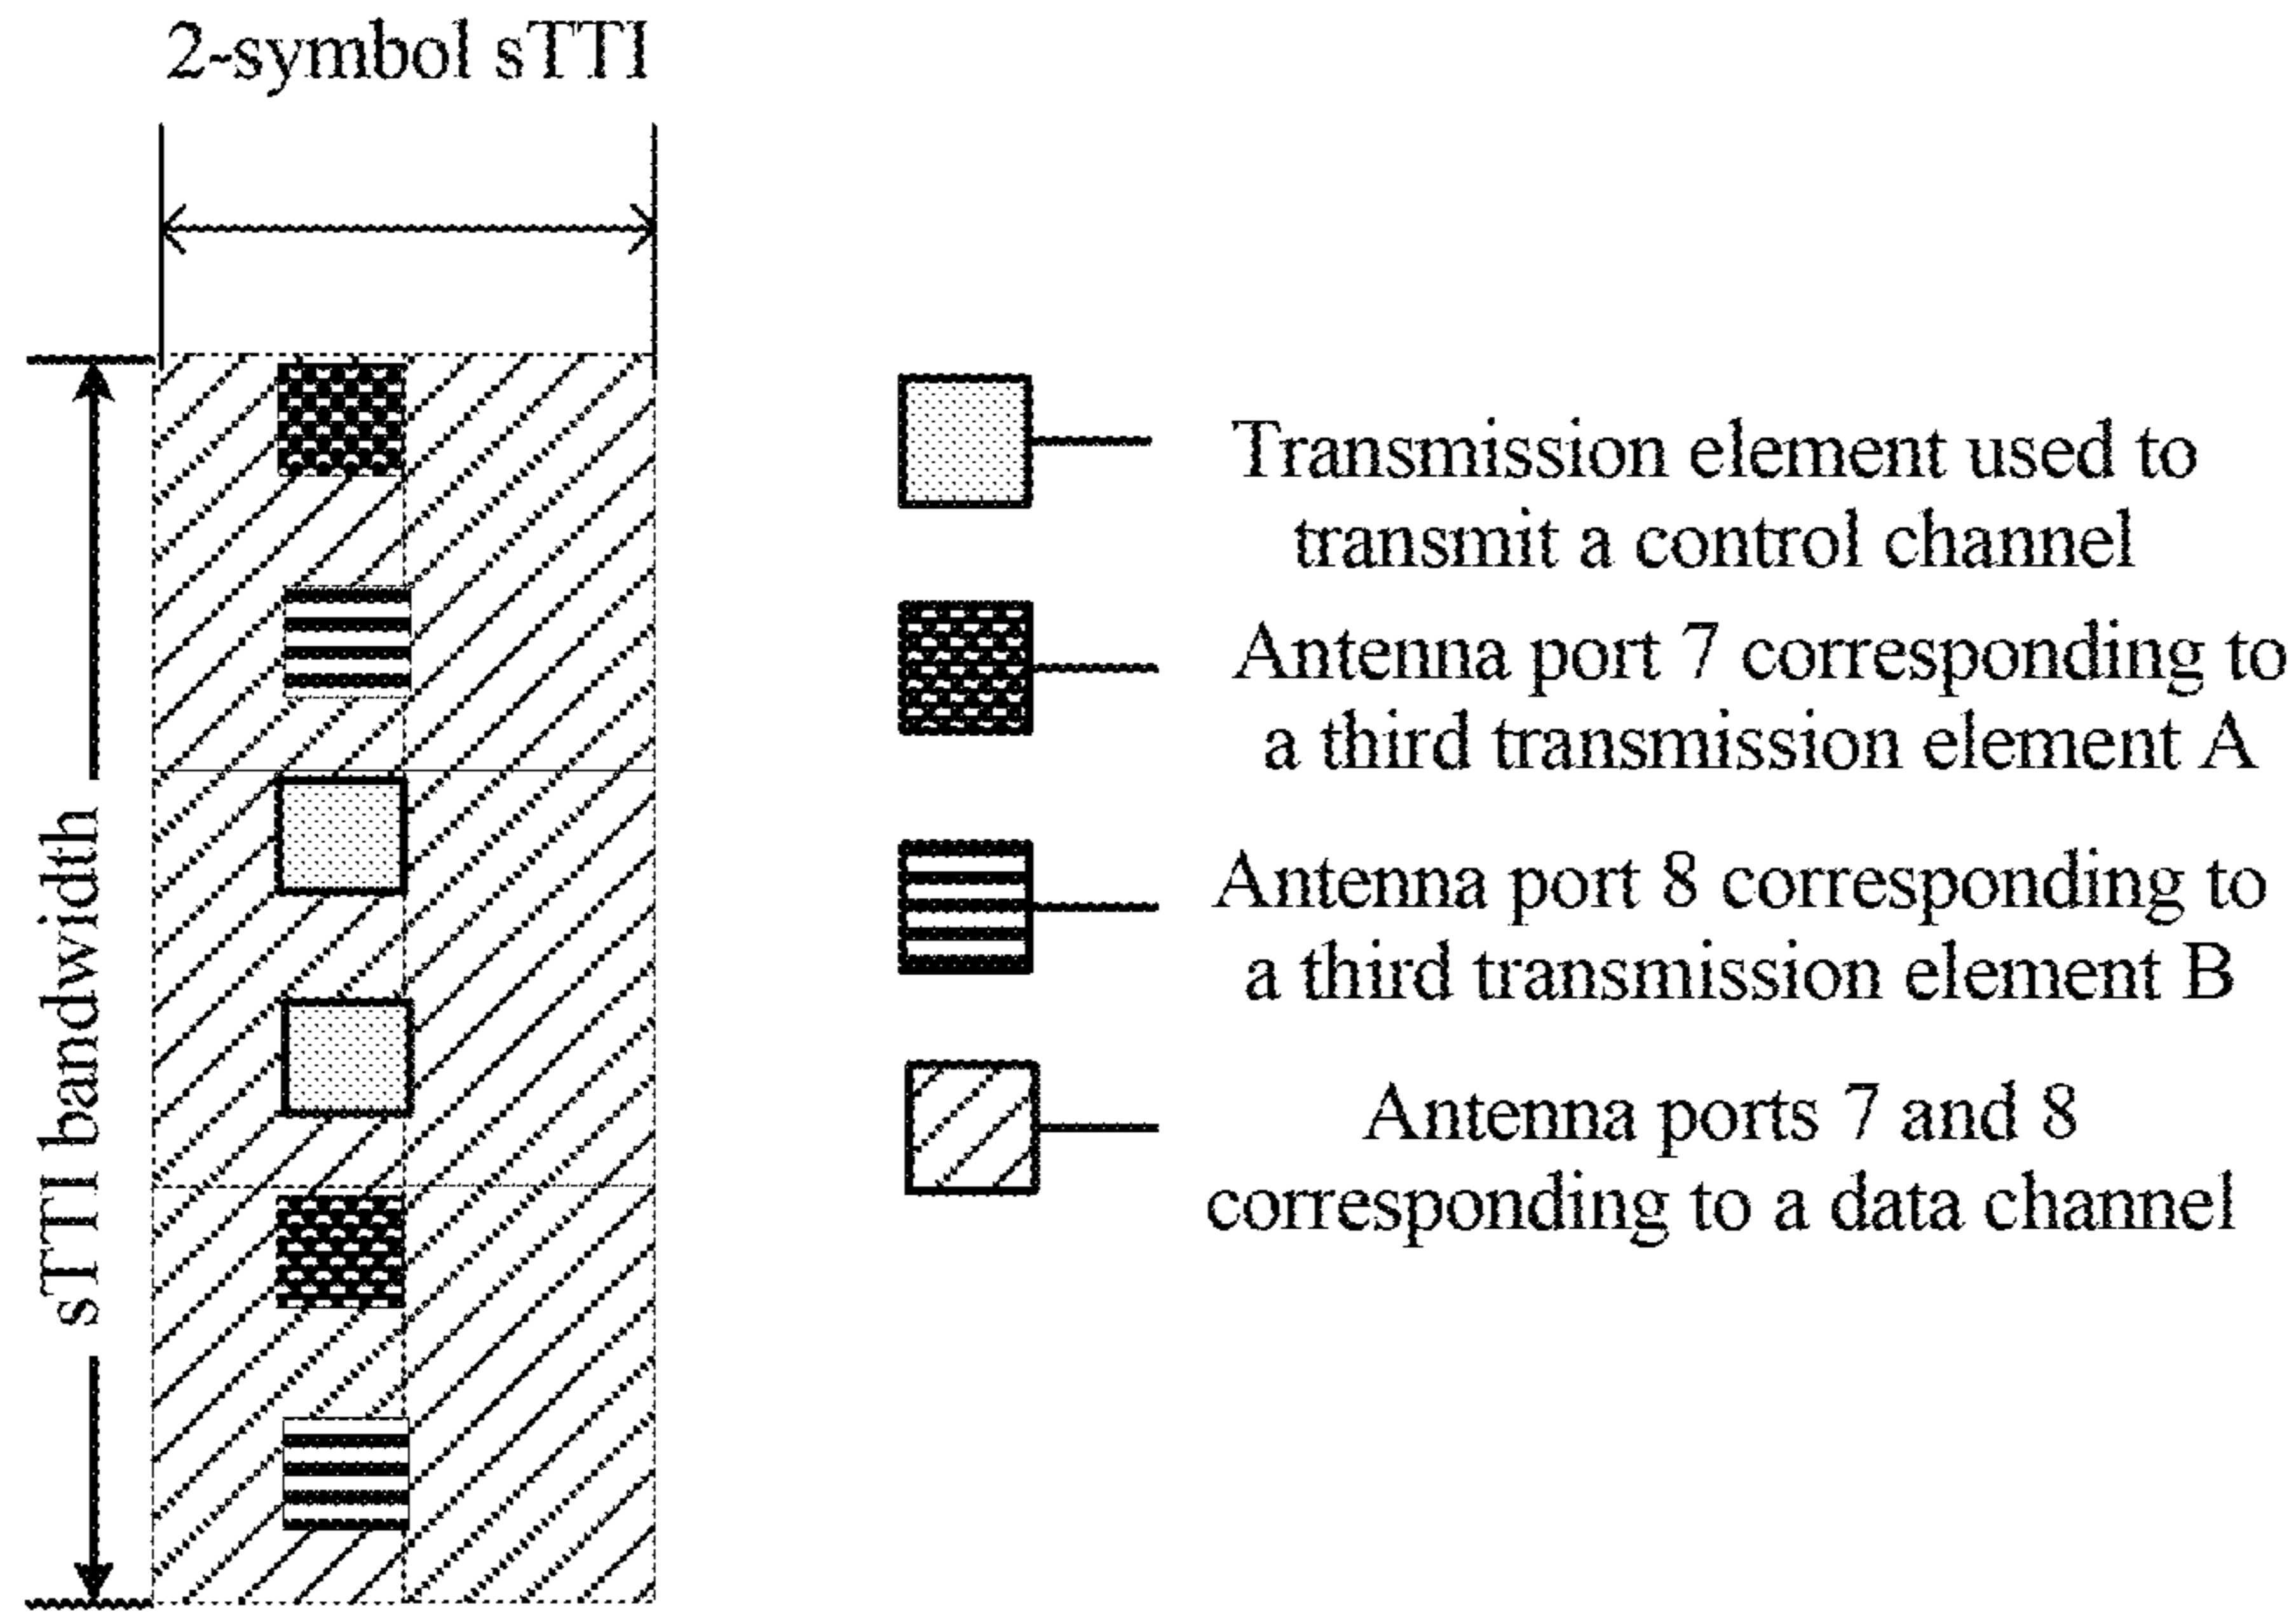 2-symbol sTTI
sTTI bandwidth
Transmission element used to
transmit a control channel
Antenna port 7 corresponding to
a third transmission element A
Antenna port 8 corresponding to
a third transmission element B
Antenna ports 7 and 8
corresponding to a data channel